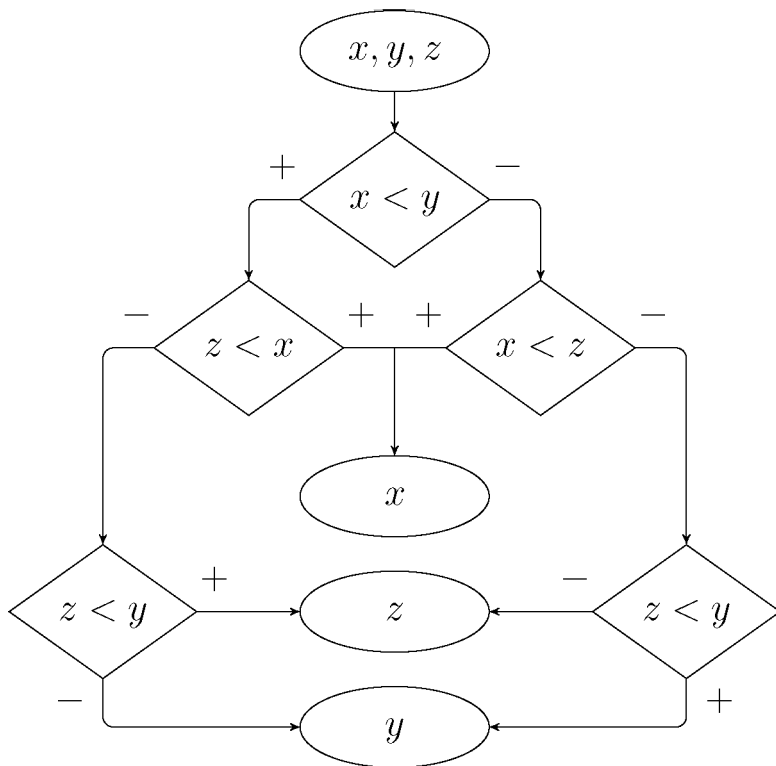 x, y, z
+ −
x < y
− + + −
z < x x < z
x
+ −
z < y z z < y
− +
y